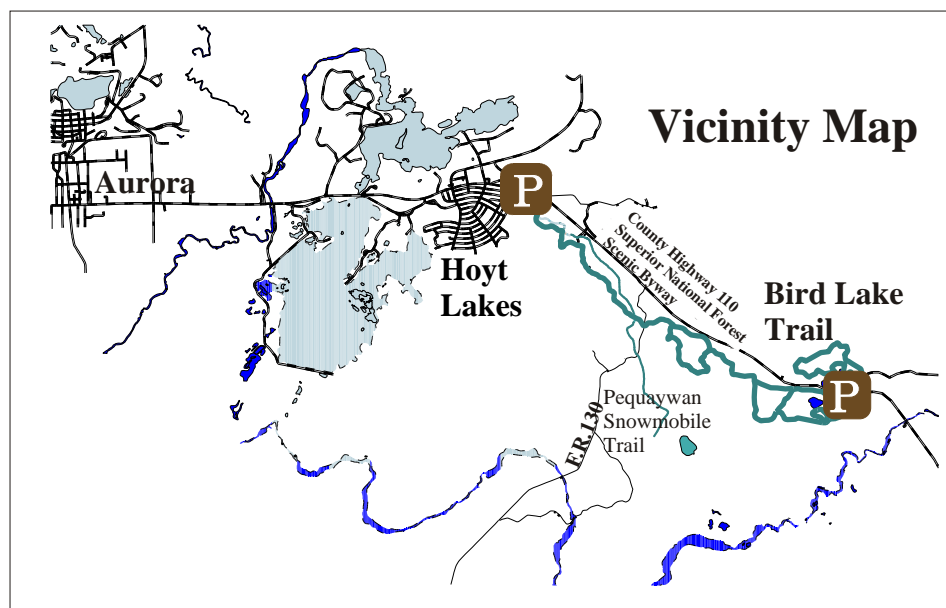 Vicinity Map
Aurora
P
County Highway 110
Superior National Forest
Scenic Byway
Hoyt
Lakes
Bird Lake
Trail
P
Pequaywan
Snowmobile
Trail
F.R.130